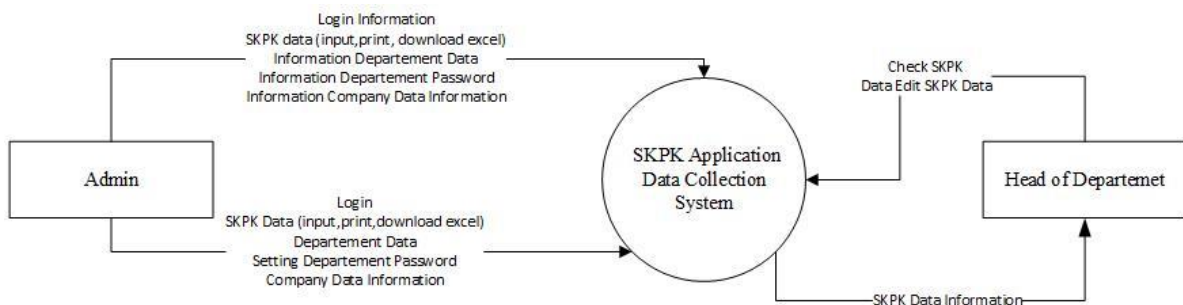 Login Information
SKPK data (input,print, download excel)
Information Departement Data
Information Departement Password
Information Company Data Information
Check SKPK
Data Edit SKPK Data
Admin
SKPK Application
Data Collection
System
Head of Departemet
Login
SKPK Data (input,print,download excel)
Departement Data
Setting Departement Password
Company Data Information
SKPK Data Information